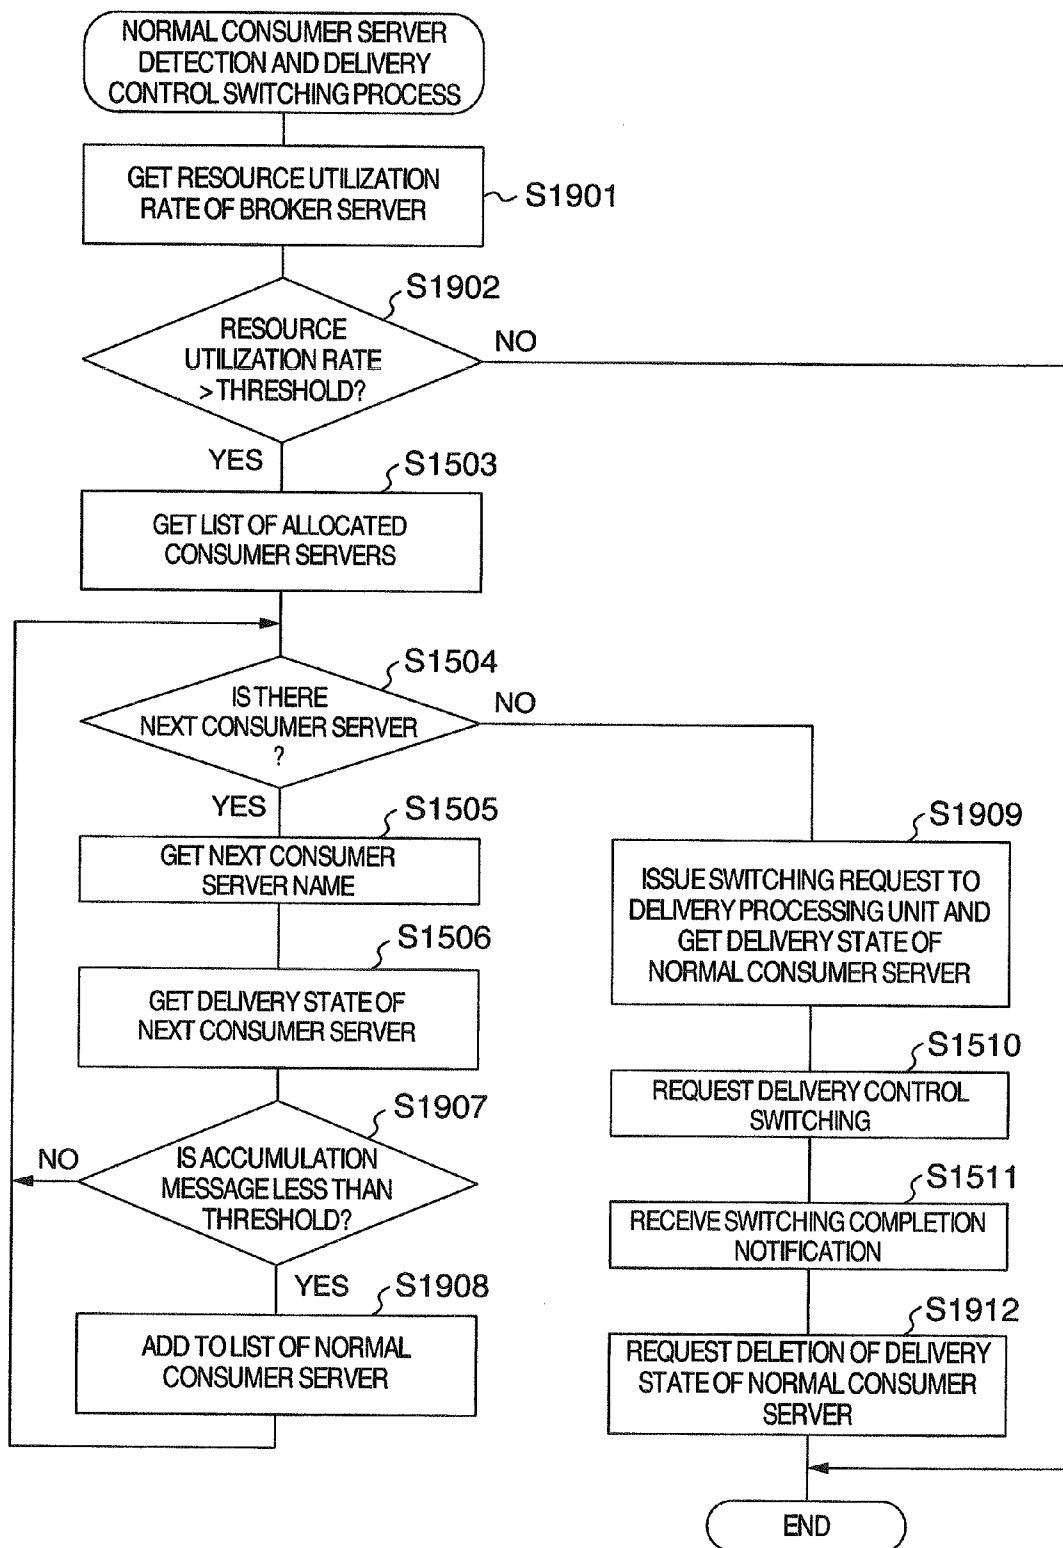 NORMAL CONSUMER SERVER
DETECTION AND DELIVERY
CONTROL SWITCHING PROCESS
GET RESOURCE UTILIZATION
RATE OF BROKER SERVER
S1901
S1902
RESOURCE
UTILIZATION RATE
> THRESHOLD?
NO
YES
S1503
GET LIST OF ALLOCATED
CONSUMER SERVERS
S1504
IS THERE
NEXT CONSUMER SERVER
?
NO
YES
S1505
GET NEXT CONSUMER
SERVER NAME
S1506
GET DELIVERY STATE OF
NEXT CONSUMER SERVER
S1907
IS ACCUMULATION
MESSAGE LESS THAN
THRESHOLD?
NO
YES
S1908
ADD TO LIST OF NORMAL
CONSUMER SERVER
S1909
ISSUE SWITCHING REQUEST TO
DELIVERY PROCESSING UNIT AND
GET DELIVERY STATE OF
NORMAL CONSUMER SERVER
S1510
REQUEST DELIVERY CONTROL
SWITCHING
S1511
RECEIVE SWITCHING COMPLETION
NOTIFICATION
S1912
REQUEST DELETION OF DELIVERY
STATE OF NORMAL CONSUMER
SERVER
END